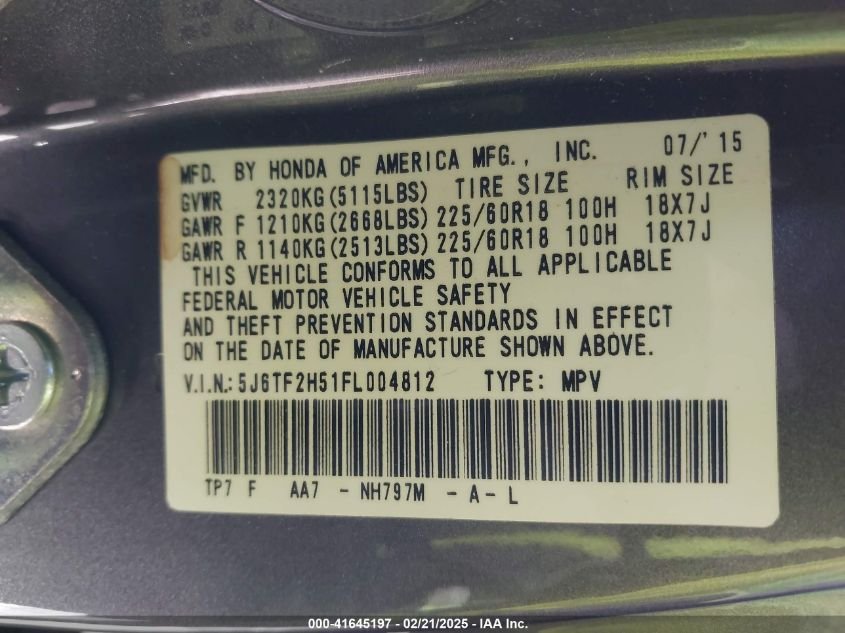 MFD. BY HONDA OF AMERICA MFG., INC. 07/'15
GVWR 2320KG(5115LBS) TIRE SIZE RIM SIZE
GAWR F 1210KG(2668LBS) 225/60R18 100H 18X7J
GAWR R 1140KG(2513LBS) 225/60R18 100H 18X7J
THIS VEHICLE CONFORMS TO ALL APPLICABLE
FEDERAL MOTOR VEHICLE SAFETY
AND THEFT PREVENTION STANDARDS IN EFFECT
ON THE DATE OF MANUFACTURE SHOWN ABOVE.
V.I.N.: 5J6TF2H51FL004812 TYPE: MPV
TP7 F AA7 - NH797M - A - L
000-41645197 - 02/21/2025 - IAA Inc.